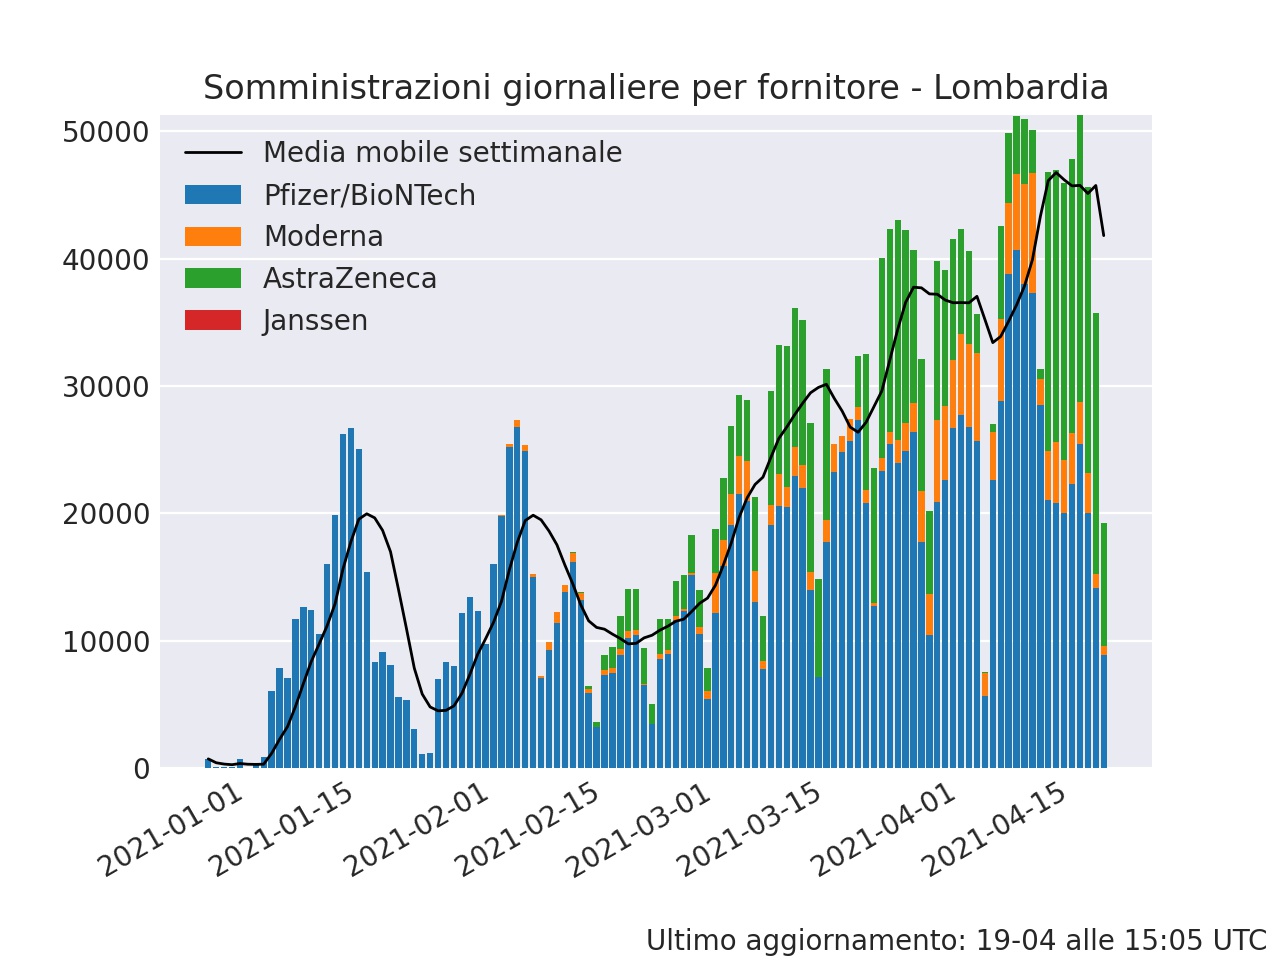 Somministrazioni giornaliere per fornitore - Lombardia
50000
40000
30000
20000
10000
0
Media mobile settimanale
Pfizer/BioNTech
Moderna
AstraZeneca
Janssen
2021-01-01
2021-01-15
2021-02-01
2021-02-15
2021-03-01
2021-03-15
2021-04-01
2021-04-15
Ultimo aggiornamento: 19-04 alle 15:05 UTC